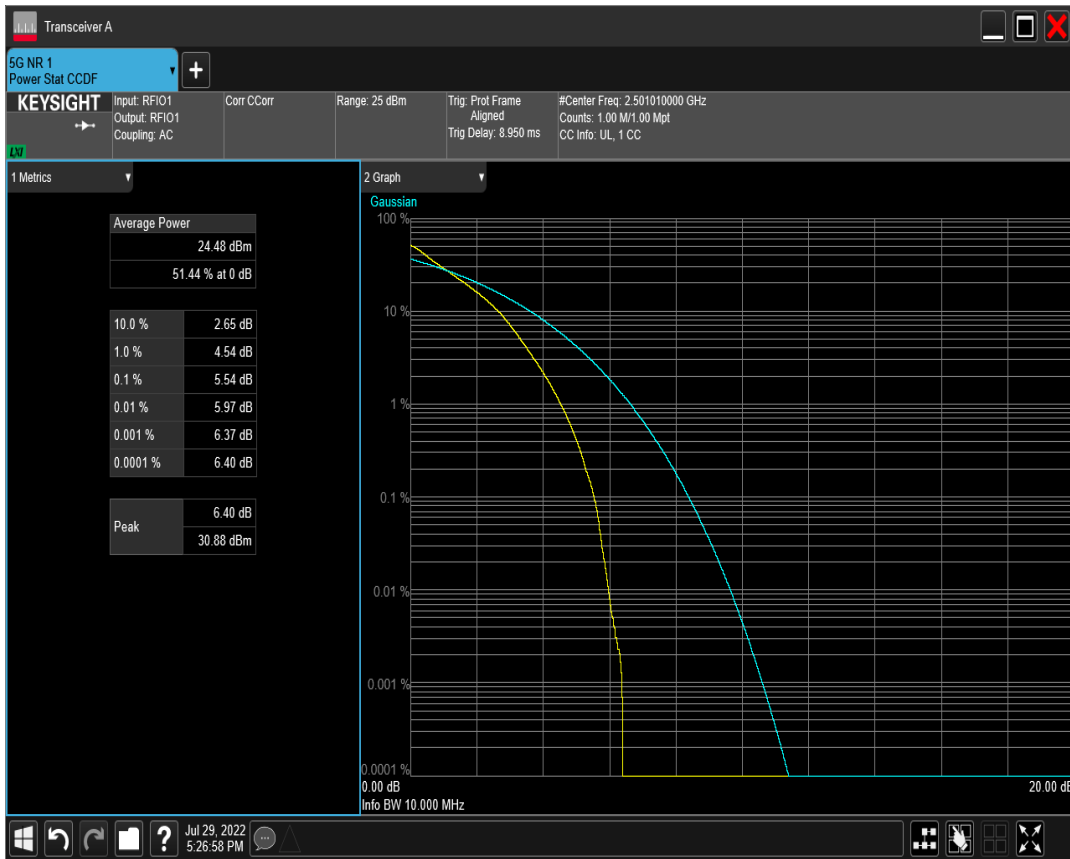 Transceiver A
5G NR 1
Power Stat CCDF
+
KEYSIGHT
LXI
Input: RFIO1
Output: RFIO1
Coupling: AC
Corr CCorr
Range: 25 dBm
Trig: Prot Frame
Aligned
Trig Delay: 8.950 ms
#Center Freq: 2.501010000 GHz
Counts: 1.00 M/1.00 Mpt
CC Info: UL, 1 CC
1 Metrics
Average Power
24.48 dBm
51.44 % at 0 dB
10.0 % 2.65 dB
1.0 % 4.54 dB
0.1 % 5.54 dB
0.01 % 5.97 dB
0.001 % 6.37 dB
0.0001 % 6.40 dB
Peak 6.40 dB
30.88 dBm
2 Graph
Gaussian
100 %
10 %
1 %
0.1 %
0.01 %
0.001 %
0.0001 %
0.00 dB 20.00 dB
Info BW 10.000 MHz
? Jul 29, 2022
5:26:58 PM